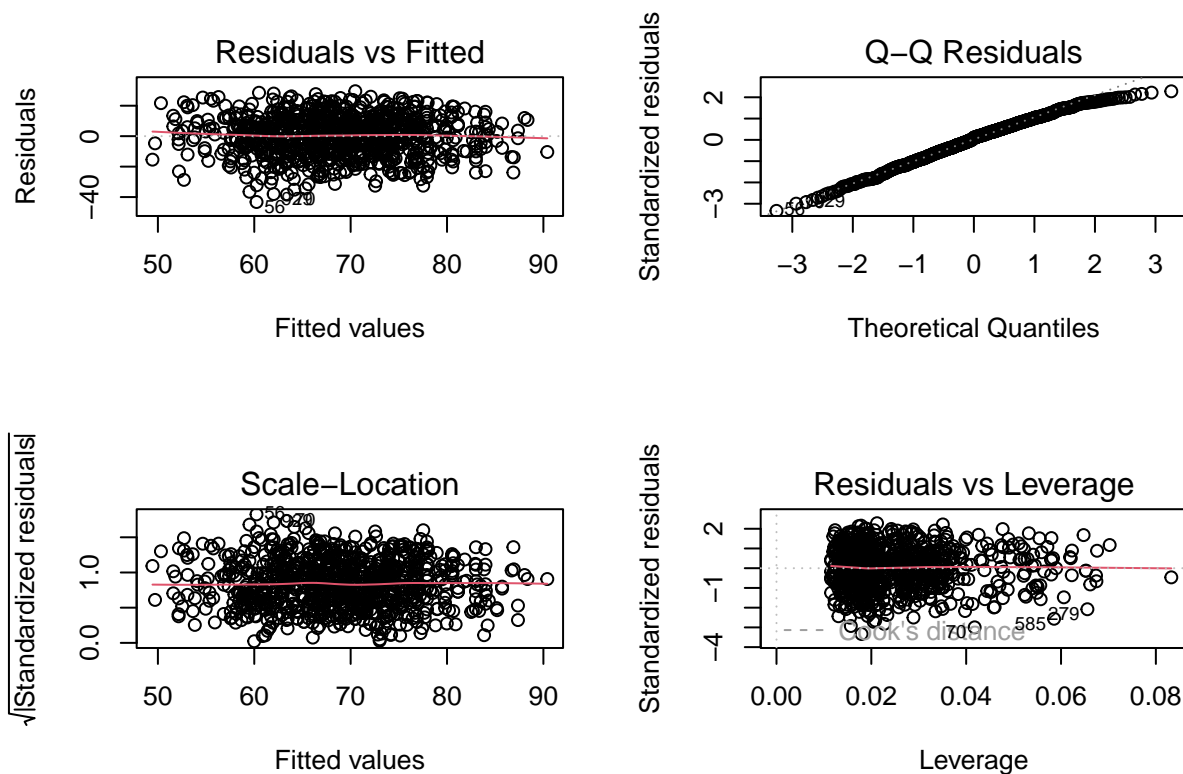 Residuals vs Fitted
Residuals
0
−40
50 60 70 80 90
Fitted values
56
Q−Q Residuals
Standardized residuals
2
0
−3
−3 −2 −1 0 1 2 3
Theoretical Quantiles
Scale−Location
√|Standardized residuals|
1.0
0.0
50 60 70 80 90
Fitted values
56
Residuals vs Leverage
Standardized residuals
2
−1
−4
0.00 0.02 0.04 0.06 0.08
Leverage
Cook's distance
707
585
279